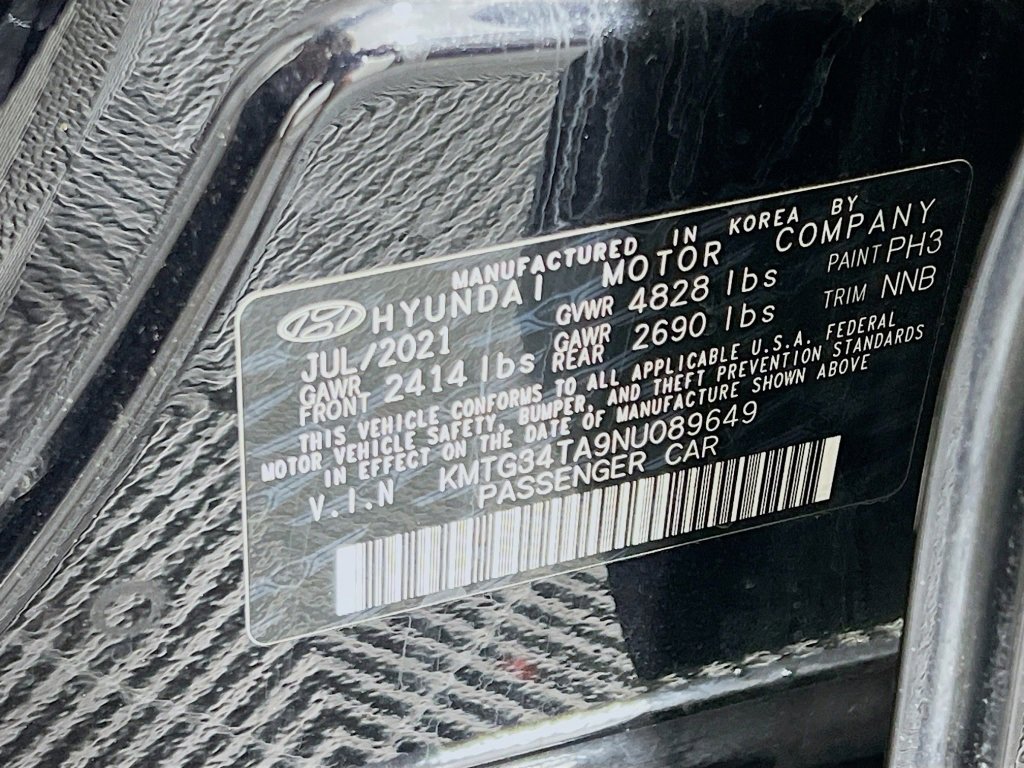 MANUFACTURED IN KOREA BY
HYUNDAI MOTOR COMPANY
JUL/2021 GVWR 4828 lbs PAINT PH3
GAWR FRONT 2414 lbs GAWR REAR 2690 lbs TRIM NNB
THIS VEHICLE CONFORMS TO ALL APPLICABLE U.S.A. FEDERAL
MOTOR VEHICLE SAFETY, BUMPER, AND THEFT PREVENTION STANDARDS
IN EFFECT ON THE DATE OF MANUFACTURE SHOWN ABOVE
V.I.N KMTG34TA9NU089649
PASSENGER CAR